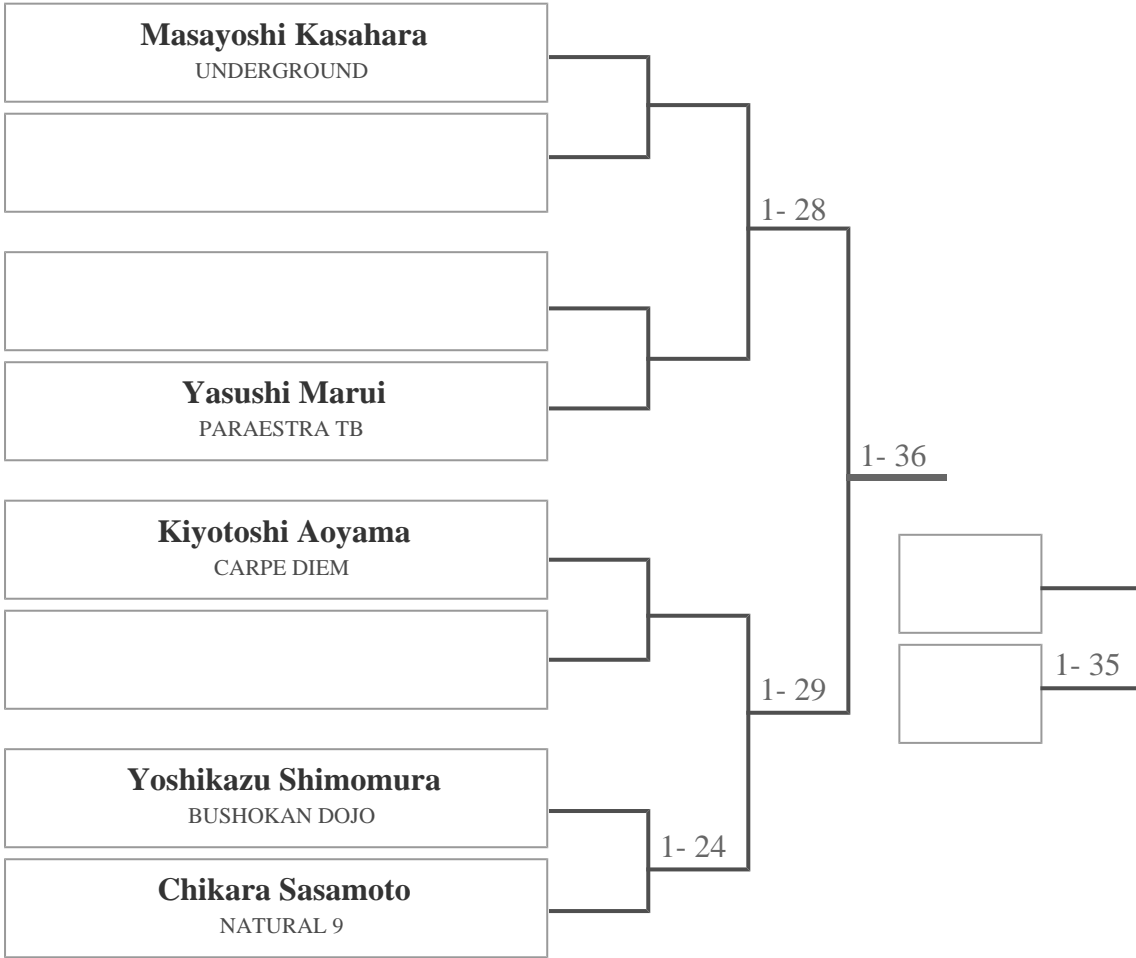 Masayoshi Kasahara
UNDERGROUND
1- 28
Yasushi Marui
PARAESTRA TB
1- 36
Kiyotoshi Aoyama
CARPE DIEM
1- 35
1- 29
Yoshikazu Shimomura
BUSHOKAN DOJO
1- 24
Chikara Sasamoto
NATURAL 9